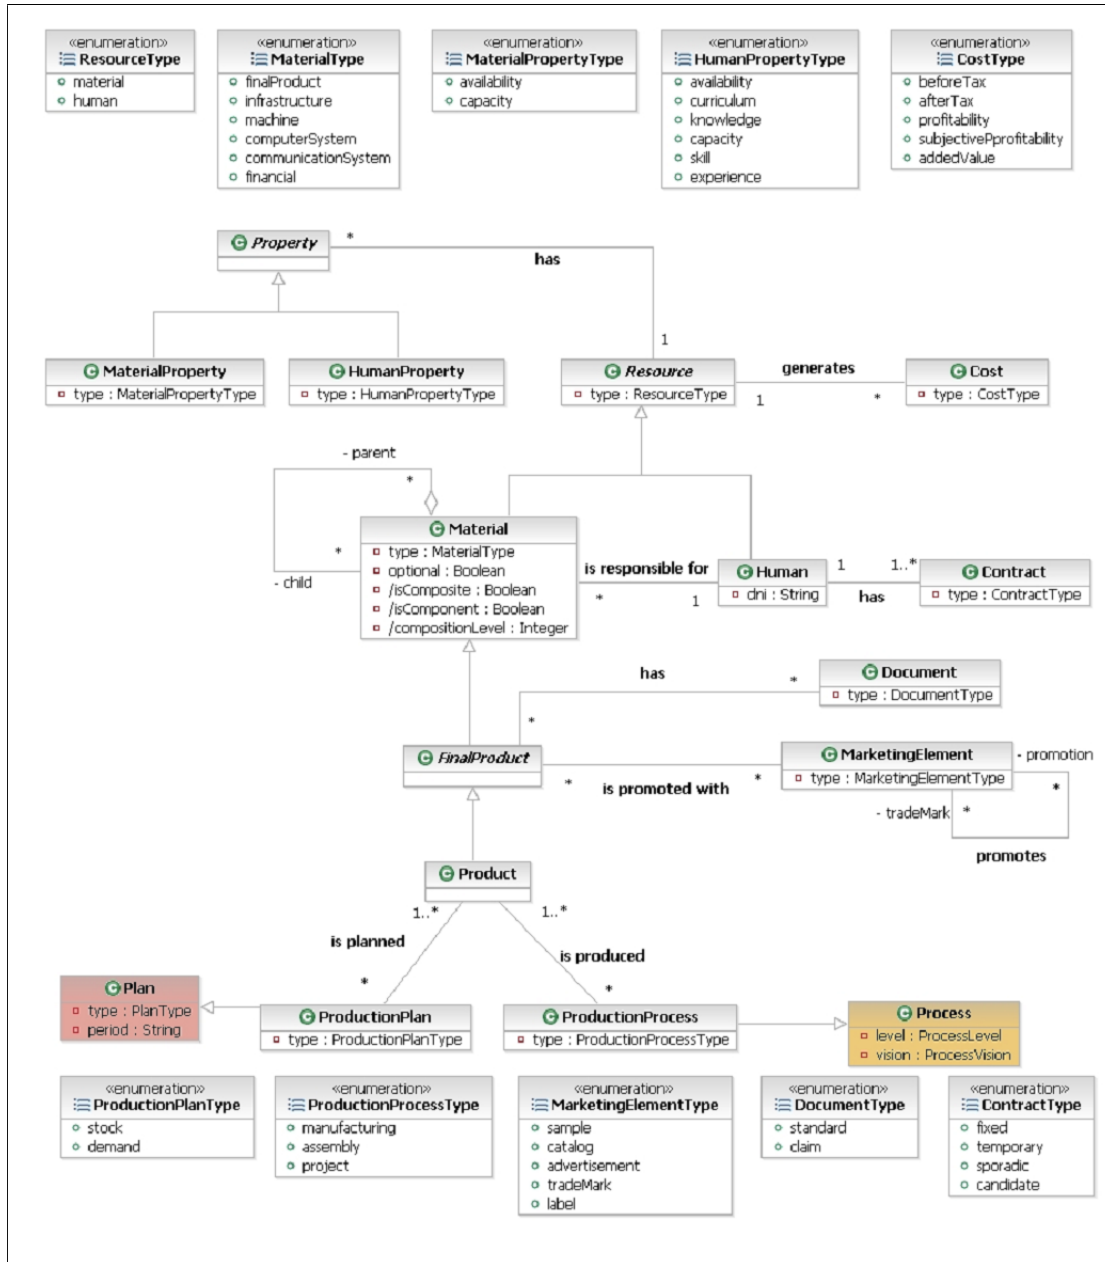 «enumeration»
ResourceType
material
human
«enumeration»
MaterialType
finalProduct
infrastructure
machine
computerSystem
communicationSystem
financial
«enumeration»
MaterialPropertyType
availability
capacity
«enumeration»
HumanPropertyType
availability
curriculum
knowledge
capacity
skill
experience
«enumeration»
CostType
beforeTax
afterTax
profitability
subjectivePprofitability
addedValue
Property
*
has
1
MaterialProperty
type : MaterialPropertyType
HumanProperty
type : HumanPropertyType
Resource
type : ResourceType
generates
1
*
Cost
type : CostType
- parent
*
*
- child
Material
type : MaterialType
optional : Boolean
/isComposite : Boolean
/isComponent : Boolean
/compositionLevel : Integer
is responsible for
*
1
Human
dni : String
1
1..*
has
Contract
type : ContractType
has
*
*
Document
type : DocumentType
FinalProduct
*
*
is promoted with
MarketingElement
type : MarketingElementType
- promotion
*
- tradeMark
*
promotes
Product
1..*
1..*
is planned
is produced
*
*
Plan
type : PlanType
period : String
ProductionPlan
type : ProductionPlanType
ProductionProcess
type : ProductionProcessType
Process
level : ProcessLevel
vision : ProcessVision
«enumeration»
ProductionPlanType
stock
demand
«enumeration»
ProductionProcessType
manufacturing
assembly
project
«enumeration»
MarketingElementType
sample
catalog
advertisement
tradeMark
label
«enumeration»
DocumentType
standard
claim
«enumeration»
ContractType
fixed
temporary
sporadic
candidate